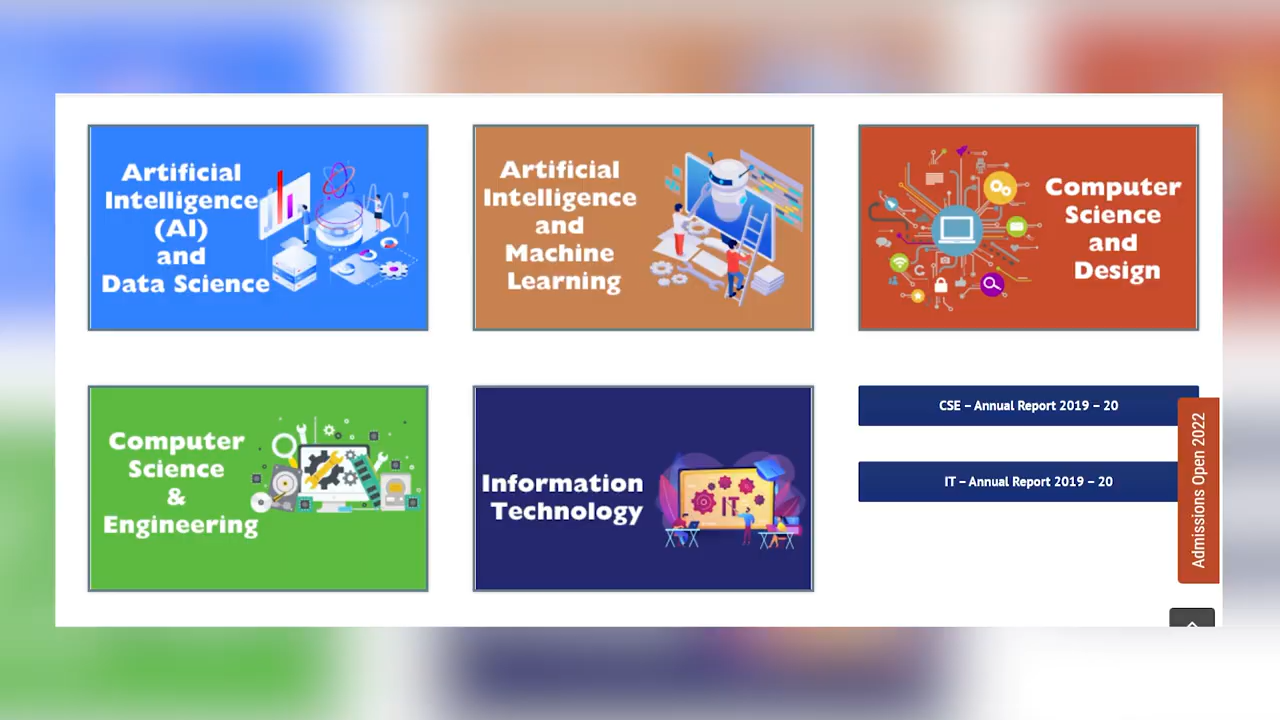 Artificial
Intelligence
(AI)
and
Data Science
Artificial
Intelligence
and
Machine
Learning
Computer
Science
and
Design
Computer
Science
&
Engineering
Information
Technology
IT
CSE – Annual Report 2019 – 20
IT – Annual Report 2019 – 20
Admissions Open 2022